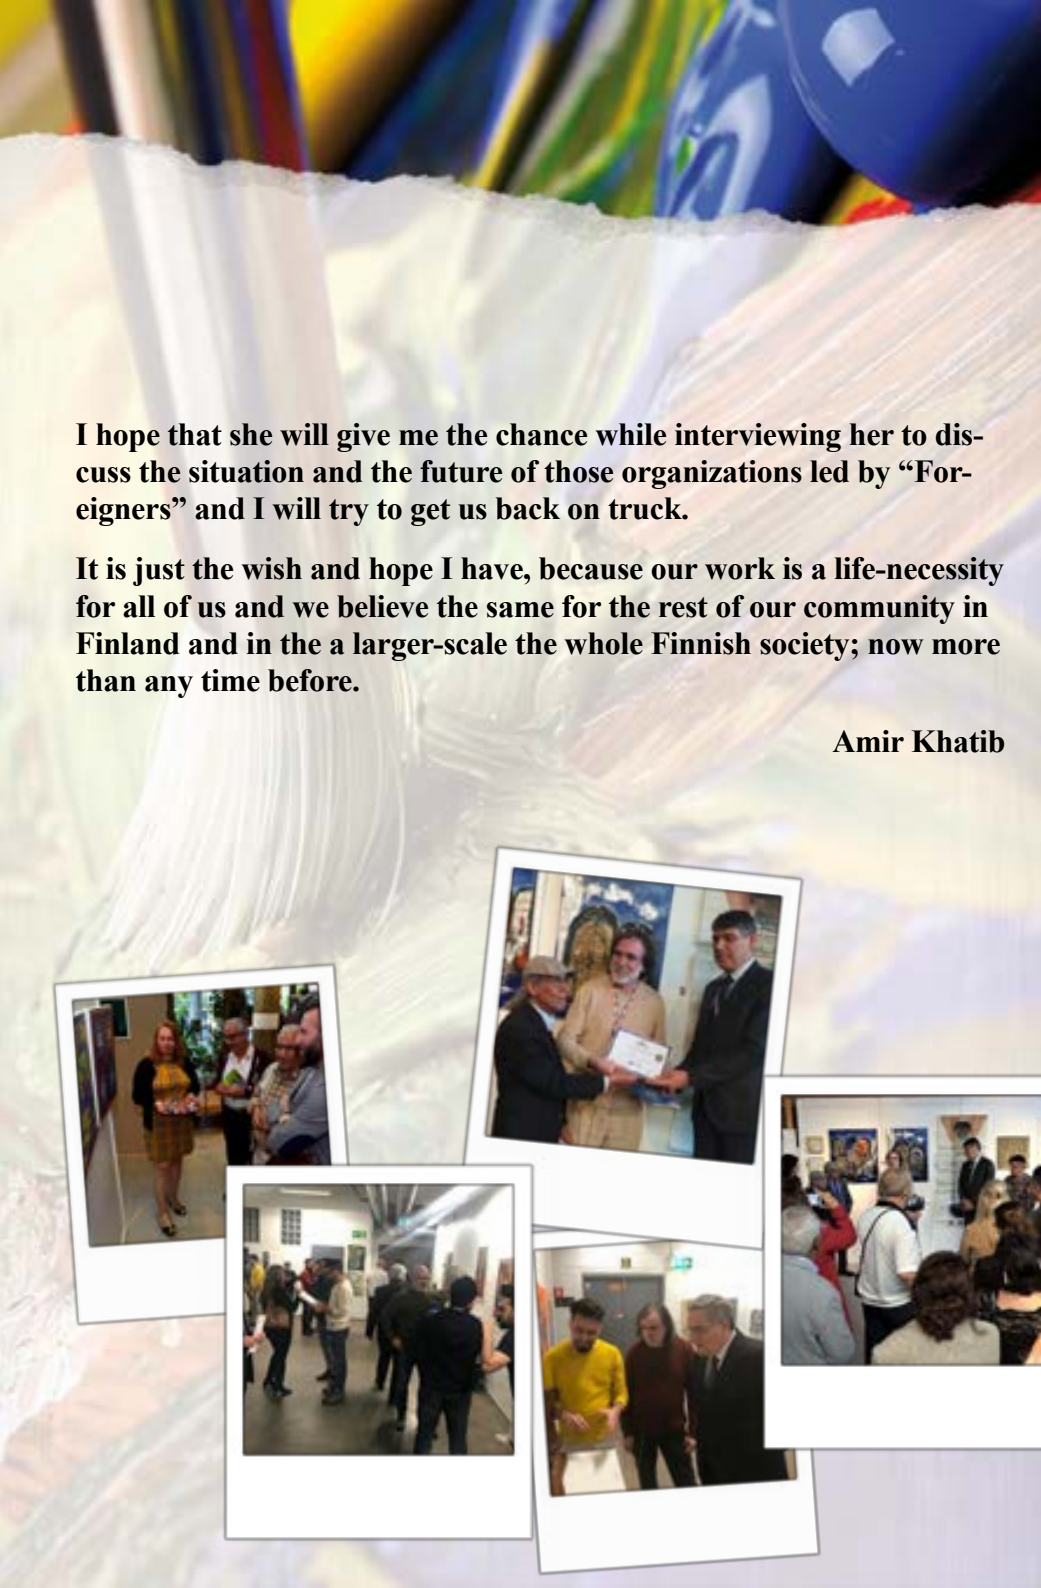 I hope that she will give me the chance while interviewing her to dis-
cuss the situation and the future of those organizations led by “For-
eigners” and I will try to get us back on truck.
It is just the wish and hope I have, because our work is a life-necessity
for all of us and we believe the same for the rest of our community in
Finland and in the a larger-scale the whole Finnish society; now more
than any time before.
Amir Khatib